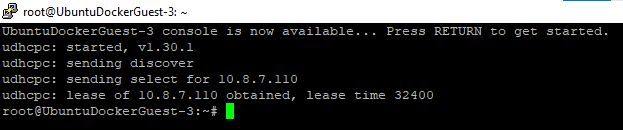 root@UbuntuDockerGuest-3: ~
UbuntuDockerGuest-3 console is now available... Press RETURN to get started.
udhcpc: started, v1.30.1
udhcpc: sending discover
udhcpc: sending select for 10.8.7.110
udhcpc: lease of 10.8.7.110 obtained, lease time 32400
root@UbuntuDockerGuest-3:~#